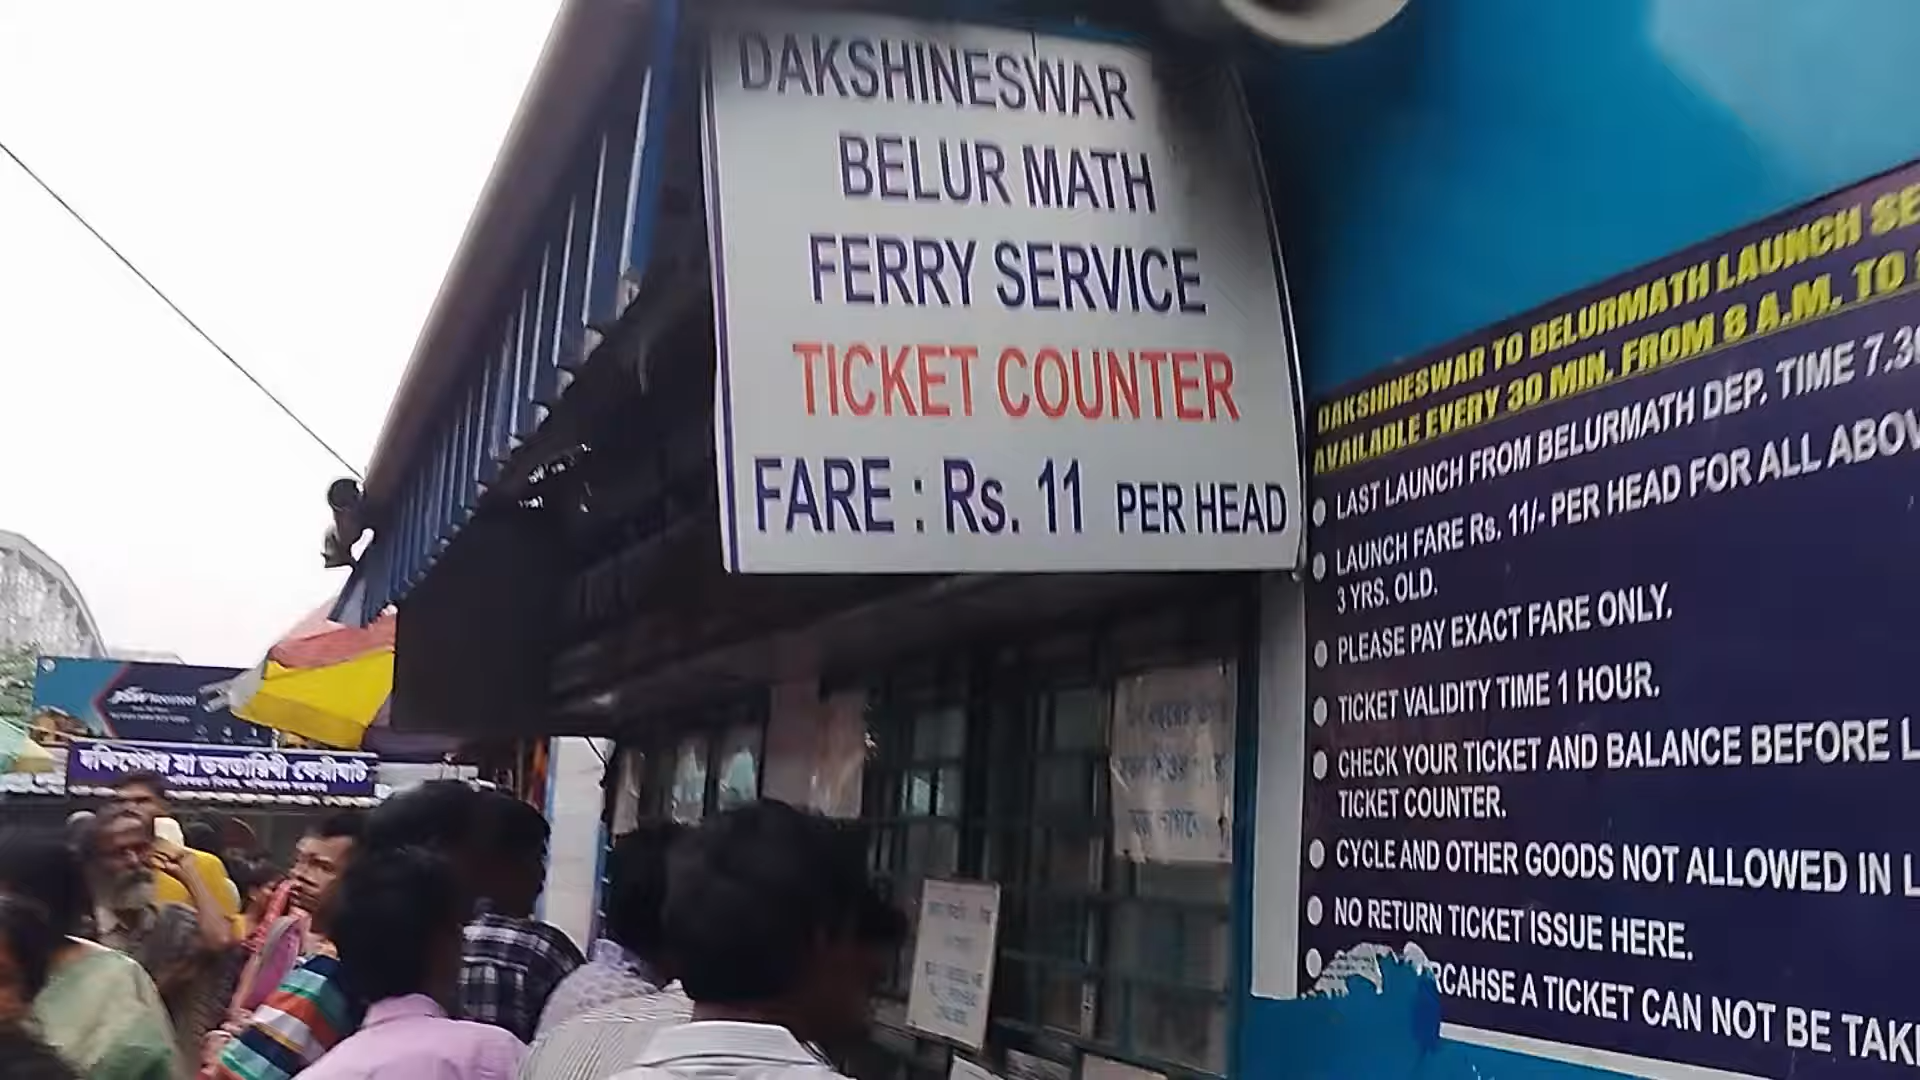 DAKSHINESWAR
BELUR MATH
FERRY SERVICE
TICKET COUNTER
FARE : Rs. 11 PER HEAD
DAKSHINESWAR TO BELURMATH LAUNCH SE
AVAILABLE EVERY 30 MIN. FROM 8 A.M. TO
LAST LAUNCH FROM BELURMATH DEP. TIME 7.30
LAUNCH FARE Rs. 11/- PER HEAD FOR ALL ABOV
3 YRS. OLD.
PLEASE PAY EXACT FARE ONLY.
TICKET VALIDITY TIME 1 HOUR.
CHECK YOUR TICKET AND BALANCE BEFORE L
TICKET COUNTER.
CYCLE AND OTHER GOODS NOT ALLOWED IN L
NO RETURN TICKET ISSUE HERE.
RCAHSE A TICKET CAN NOT BE TAK
দক্ষিণেশ্বর মা ভবতারিণী ফেরীঘাট